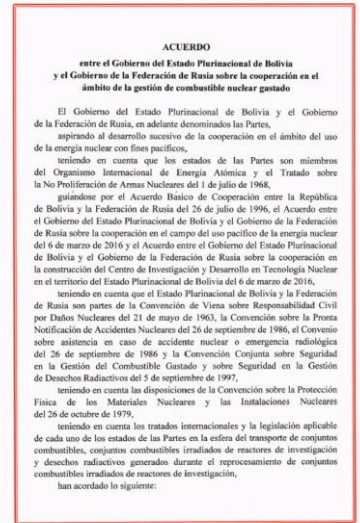 ACUERDO
entre el Gobierno del Estado Plurinacional de Bolivia
y el Gobierno de la Federación de Rusia sobre la cooperación en el
ámbito de la gestión de combustible nuclear gastado
El Gobierno del Estado Plurinacional de Bolivia y el Gobierno
de la Federación de Rusia, en adelante denominados las Partes,
aspirando al desarrollo sucesivo de la cooperación en el ámbito del uso
de la energía nuclear con fines pacíficos,
teniendo en cuenta que los estados de las Partes son miembros
del Organismo Internacional de Energía Atómica y el Tratado sobre
la No Proliferación de Armas Nucleares del 1 de julio de 1968,
guiándose por el Acuerdo Básico de Cooperación entre la República
de Bolivia y la Federación de Rusia del 26 de julio de 1996, el Acuerdo entre
el Gobierno del Estado Plurinacional de Bolivia y el Gobierno de la Federación
de Rusia sobre la cooperación en el campo del uso pacífico de la energía nuclear
del 6 de marzo de 2016 y el Acuerdo entre el Gobierno del Estado Plurinacional
de Bolivia y el Gobierno de la Federación de Rusia sobre la cooperación en
la construcción del Centro de Investigación y Desarrollo en Tecnología Nuclear
en el territorio del Estado Plurinacional de Bolivia del 6 de marzo de 2016,
teniendo en cuenta que el Estado Plurinacional de Bolivia y la Federación
de Rusia son partes de la Convención de Viena sobre Responsabilidad Civil
por Daños Nucleares del 21 de mayo de 1963, la Convención sobre la Pronta
Notificación de Accidentes Nucleares del 26 de septiembre de 1986, el Convenio
sobre asistencia en caso de accidente nuclear o emergencia radiológica
del 26 de septiembre de 1986 y la Convención Conjunta sobre Seguridad
en la Gestión del Combustible Gastado y sobre Seguridad en la Gestión
de Desechos Radiactivos del 5 de septiembre de 1997,
teniendo en cuenta las disposiciones de la Convención sobre la Protección
Física de los Materiales Nucleares y las Instalaciones Nucleares
del 26 de octubre de 1979,
teniendo en cuenta los tratados internacionales y la legislación aplicable
de cada uno de los estados de las Partes en la esfera del transporte de conjuntos
combustibles, conjuntos combustibles irradiados de reactores de investigación
y desechos radiactivos generados durante el reprocesamiento de conjuntos
combustibles irradiados de reactores de investigación,
han acordado lo siguiente: